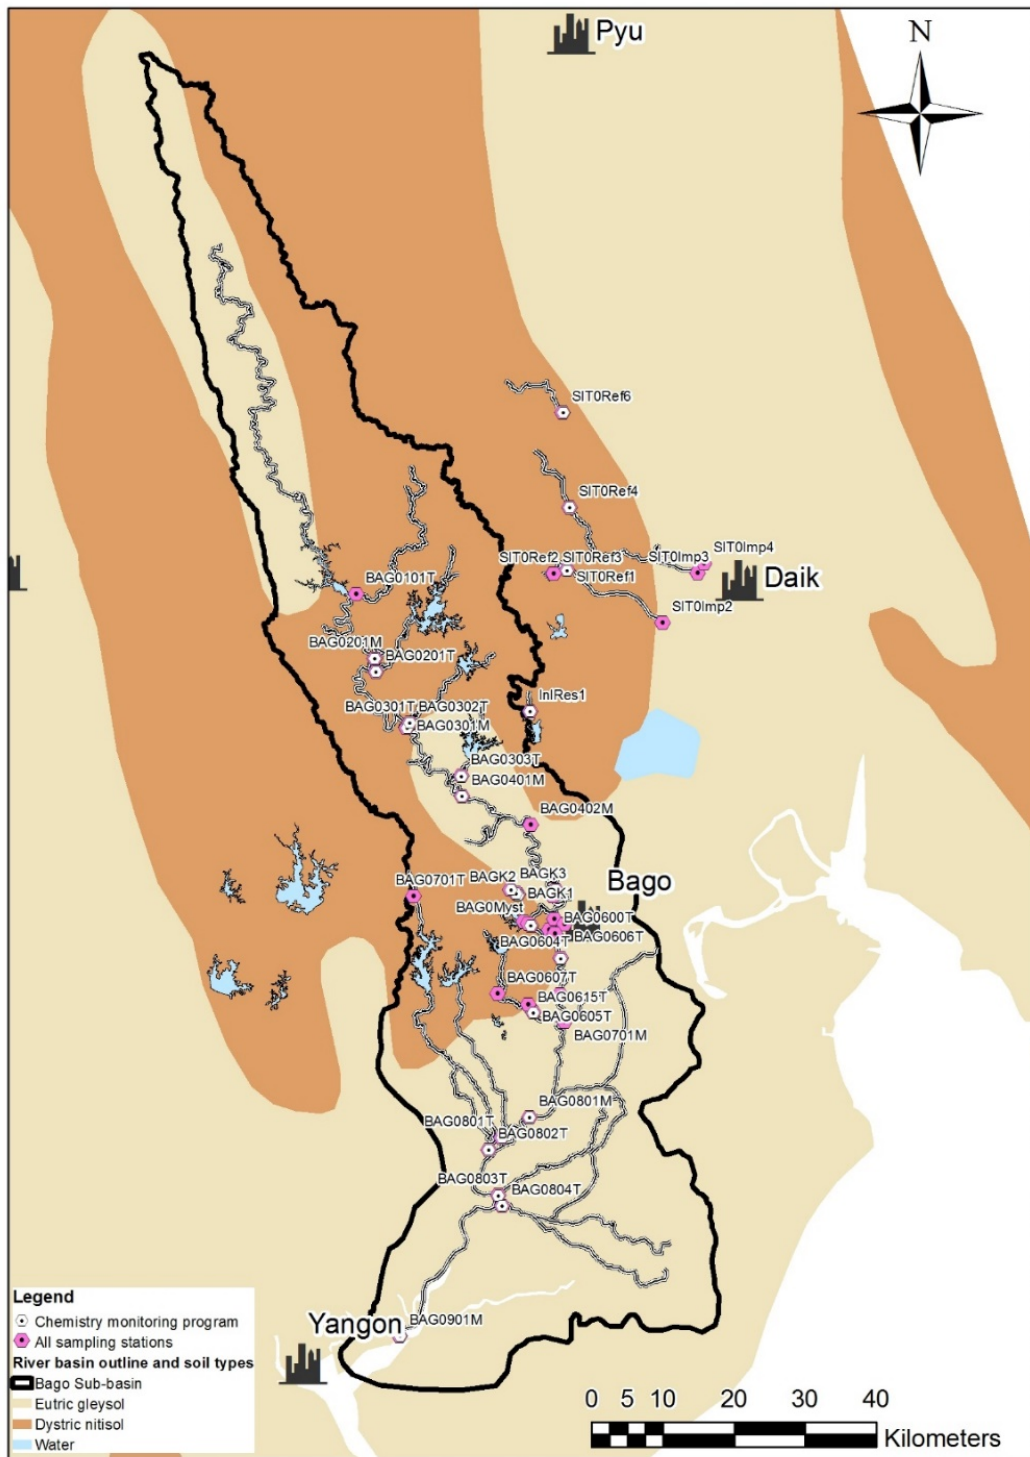 Pyu
N
SIT0Ref6
SIT0Ref4
SIT0Ref2
SIT0Ref3
SIT0Imp3
SIT0Imp4
SIT0Ref1
Daik
BAG0101T
SIT0Imp2
BAG0201M
BAG0201T
InlRes1
BAG0301T
BAG0302T
BAG0301M
BAG0303T
BAG0401M
BAG0402M
BAG0701T
BAGK2
BAGK3
Bago
BAGK1
BAG0Myst
BAG0600T
BAG0604T
BAG0606T
BAG0607T
BAG0615T
BAG0605T
BAG0701M
BAG0801M
BAG0801T
BAG0802T
BAG0803T
BAG0804T
Yangon
BAG0901M
Legend
Chemistry monitoring program
All sampling stations
River basin outline and soil types
Bago Sub-basin
Eutric gleysol
Dystric nitisol
Water
0 5 10 20 30 40
Kilometers